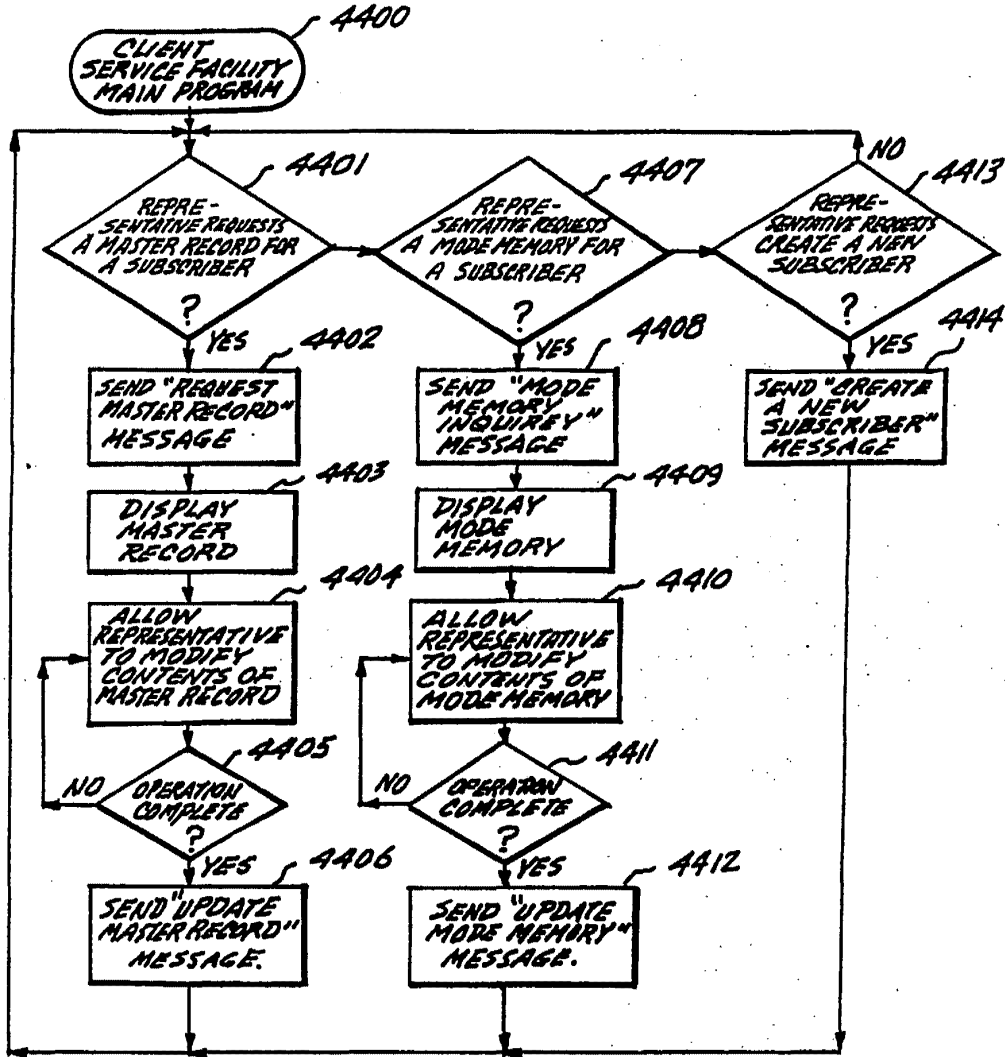 4400
CLIENT
SERVICE FACILITY
MAIN PROGRAM
4401
REPRE-
SENTATIVE REQUESTS
A MASTER RECORD FOR
A SUBSCRIBER
?
YES
4402
SEND "REQUEST
MASTER RECORD"
MESSAGE
4403
DISPLAY
MASTER
RECORD
4404
ALLOW
REPRESENTATIVE
TO MODIFY
CONTENTS OF
MASTER RECORD
4405
OPERATION
COMPLETE
?
NO
YES
4406
SEND "UPDATE
MASTER RECORD"
MESSAGE.
4407
REPRE-
SENTATIVE REQUESTS
A MODE MEMORY FOR
A SUBSCRIBER
?
YES
4408
SEND "MODE
MEMORY
INQUIREY"
MESSAGE
4409
DISPLAY
MODE
MEMORY
4410
ALLOW
REPRESENTATIVE
TO MODIFY
CONTENTS OF
MODE MEMORY
4411
OPERATION
COMPLETE
?
NO
YES
4412
SEND "UPDATE
MODE MEMORY"
MESSAGE.
NO
4413
REPRE-
SENTATIVE REQUESTS
CREATE A NEW
SUBSCRIBER
?
YES
4414
SEND "CREATE
A NEW
SUBSCRIBER"
MESSAGE